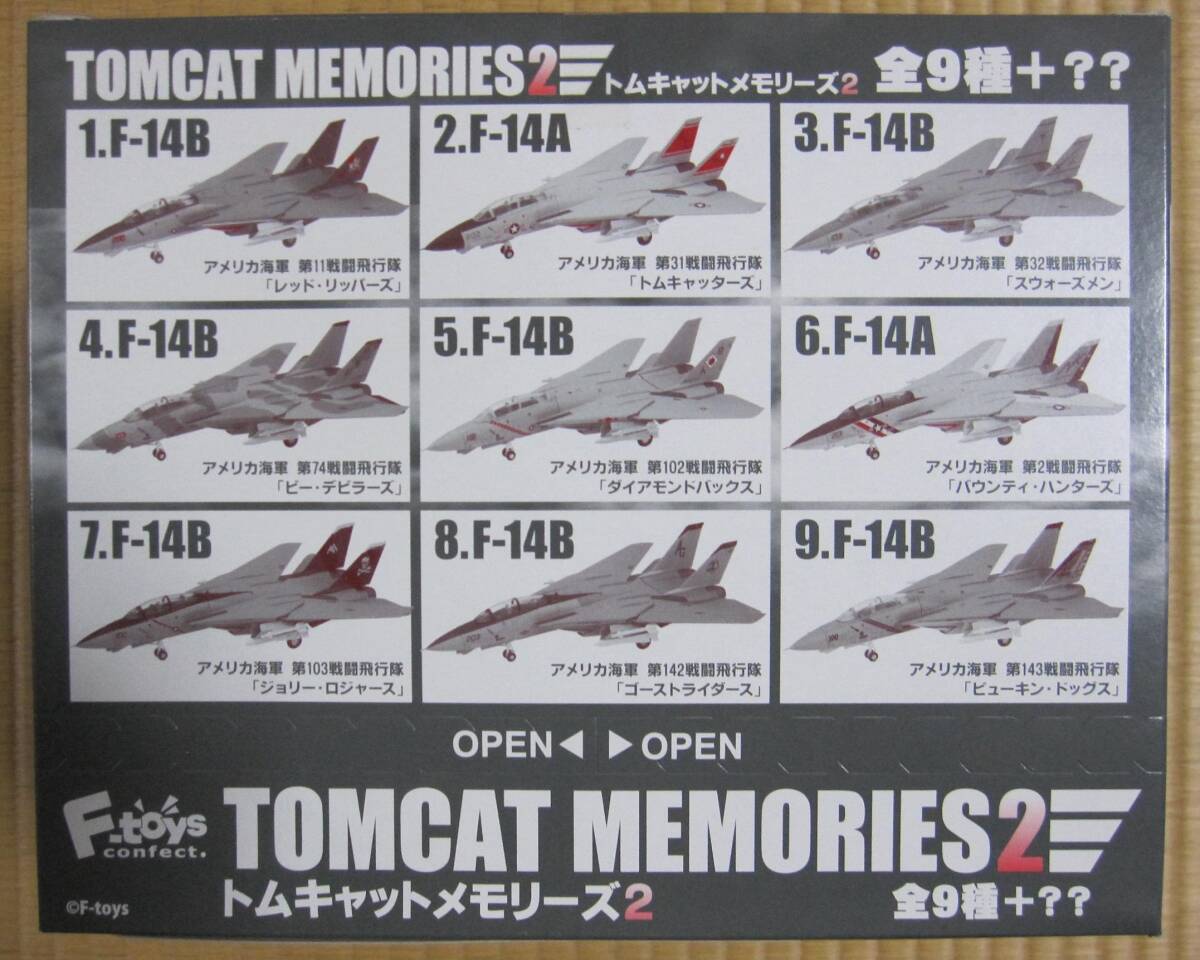 TOMCAT MEMORIES2 トムキャットメモリーズ2 全9種+??
1.F-14B
アメリカ海軍 第11戦闘飛行隊
「レッド・リッパーズ」
2.F-14A
アメリカ海軍 第31戦闘飛行隊
「トムキャッターズ」
3.F-14B
アメリカ海軍 第32戦闘飛行隊
「スウォーズメン」
4.F-14B
アメリカ海軍 第74戦闘飛行隊
「ビー・デビラーズ」
5.F-14B
アメリカ海軍 第102戦闘飛行隊
「ダイアモンドバックス」
6.F-14A
アメリカ海軍 第2戦闘飛行隊
「バウンティ・ハンターズ」
7.F-14B
アメリカ海軍 第103戦闘飛行隊
「ジョリー・ロジャース」
8.F-14B
アメリカ海軍 第142戦闘飛行隊
「ゴーストライダース」
9.F-14B
アメリカ海軍 第143戦闘飛行隊
「ピューキン・ドッグス」
OPEN◀ ▶OPEN
F-toys
confect.
TOMCAT MEMORIES2
トムキャットメモリーズ2 全9種+??
©F-toys